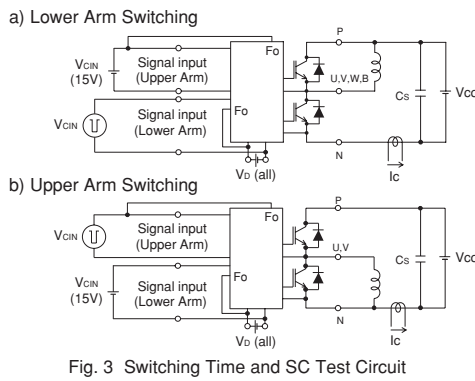 a) Lower Arm Switching
P
Fo
VCIN
(15V)
Signal input
(Upper Arm)
U,V,W,B
CS
VCC
Signal input
(Lower Arm)
VCIN
Fo
N
VD (all)
Ic
b) Upper Arm Switching
P
Fo
VCIN
Signal input
(Upper Arm)
U,V
CS
VCC
Fo
VCIN
(15V)
Signal input
(Lower Arm)
N
VD (all)
Ic
Fig. 3 Switching Time and SC Test Circuit